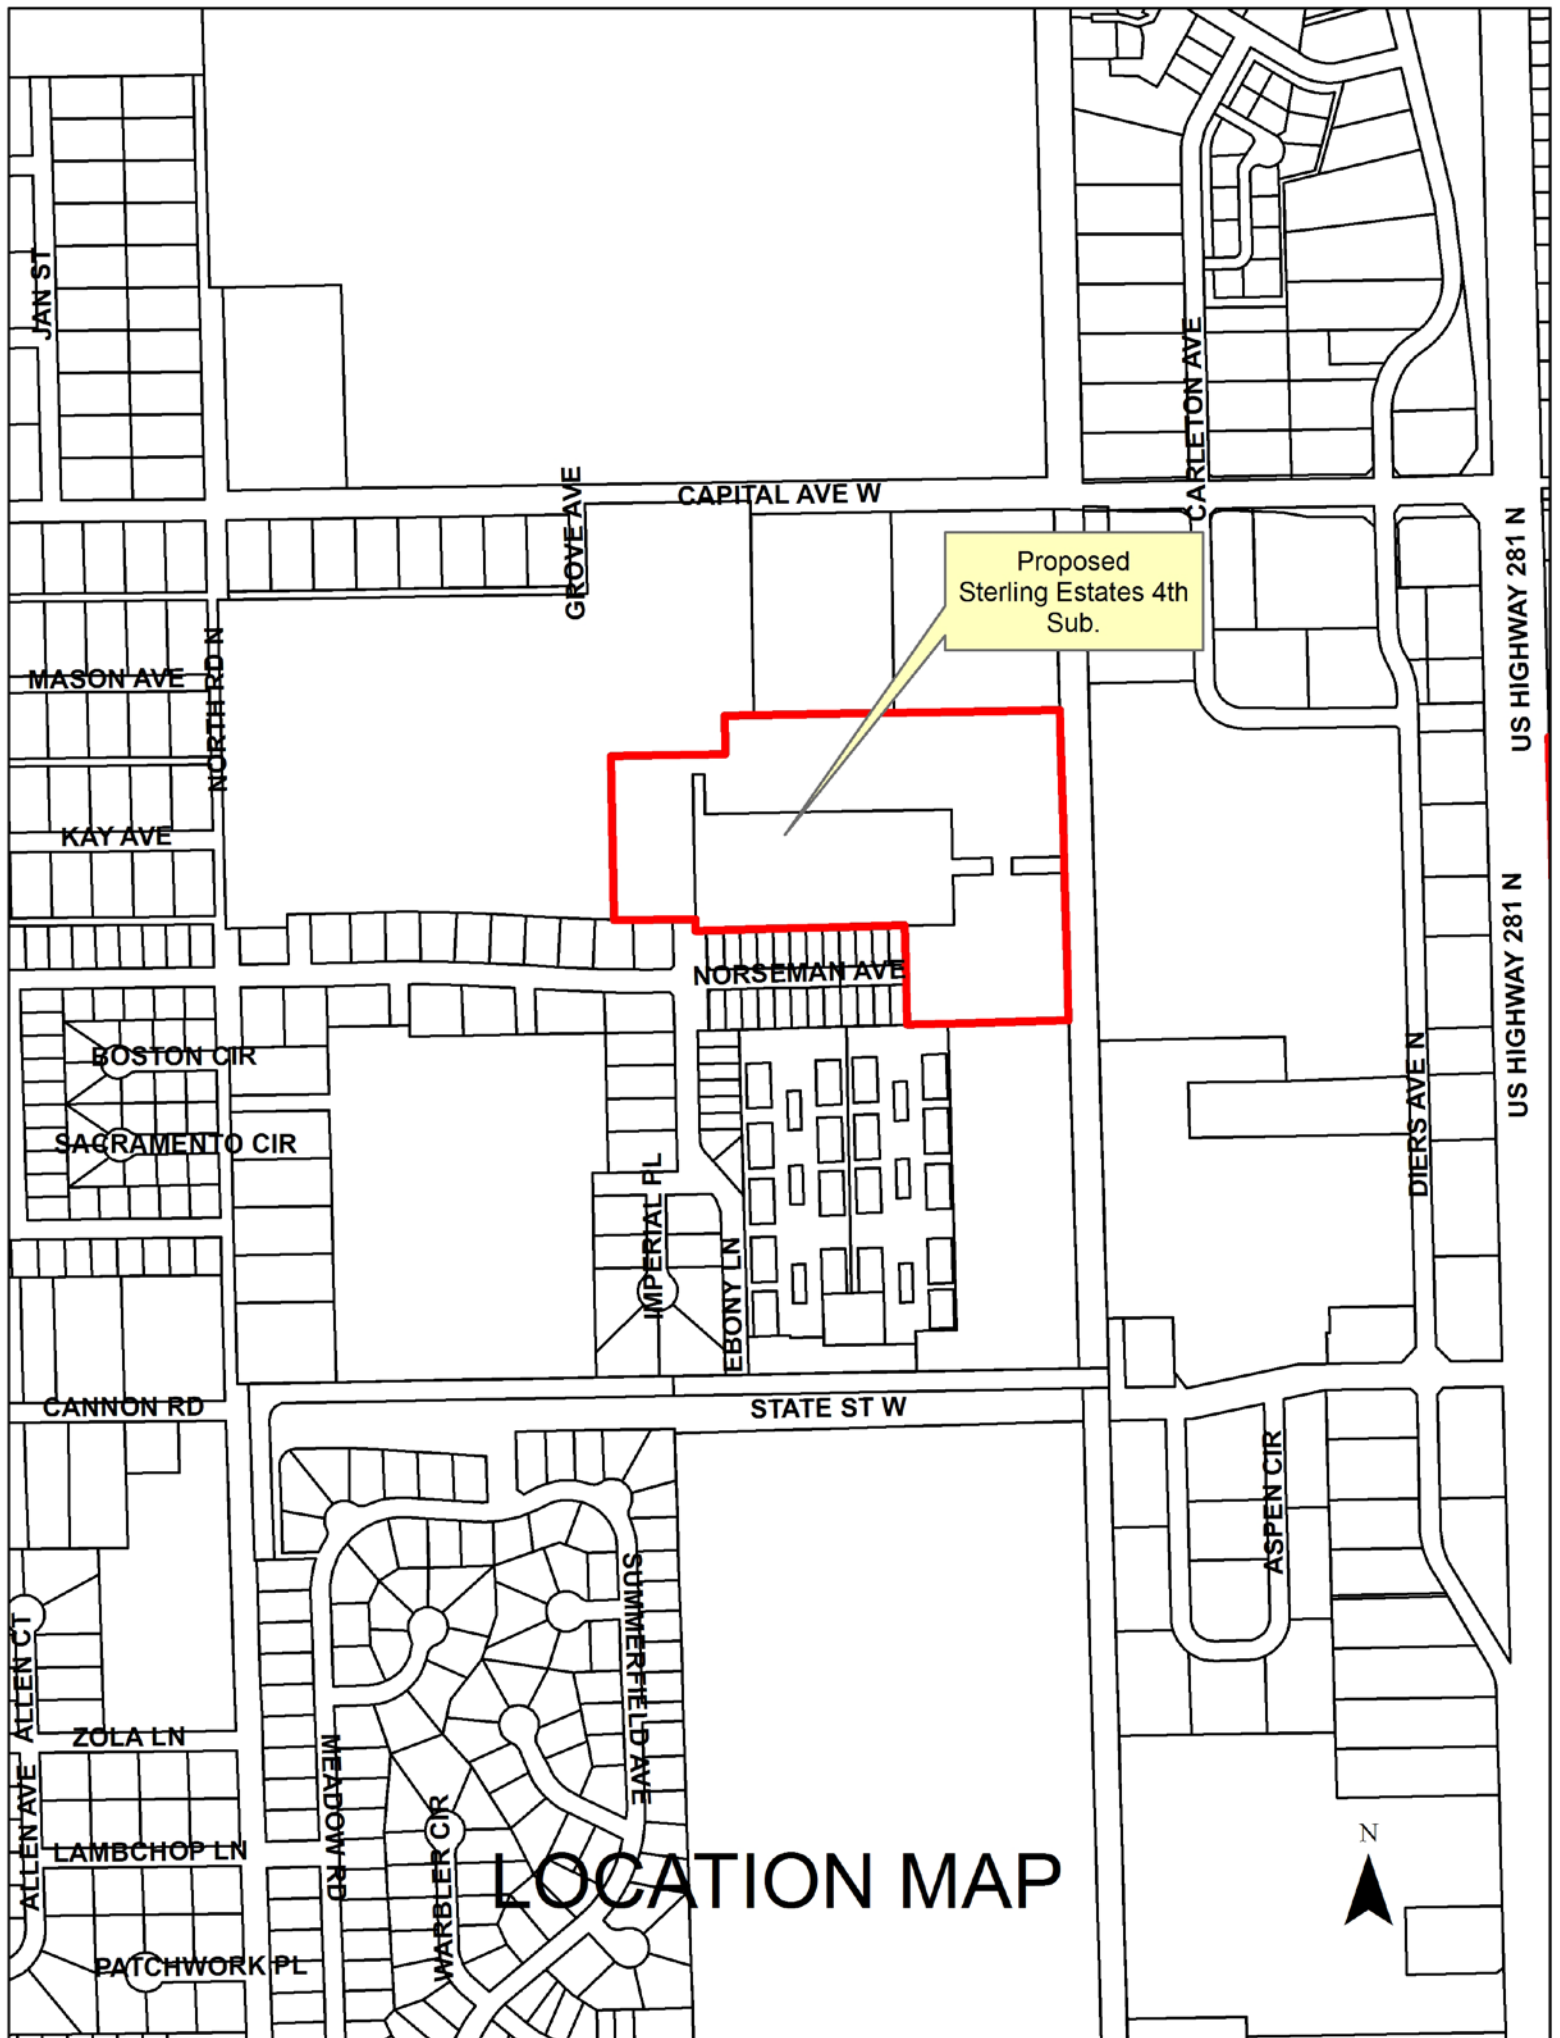 JAN ST
CARLETON AVE
GROVE AVE
CAPITAL AVE W
US HIGHWAY 281 N
Proposed
Sterling Estates 4th
Sub.
MASON AVE
NORTH RD N
KAY AVE
US HIGHWAY 281 N
NORSEMAN AVE
BOSTON CIR
DIERS AVE N
SACRAMENTO CIR
IMPERIAL PL
EBONY LN
CANNON RD
STATE ST W
ASPEN CIR
SUMMERFIELD AVE
ALLEN CT
ZOLA LN
MEADOW RD
ALLEN AVE
WARBLER CIR
LAMBCHOP LN
LOCATION MAP
N
PATCHWORK PL